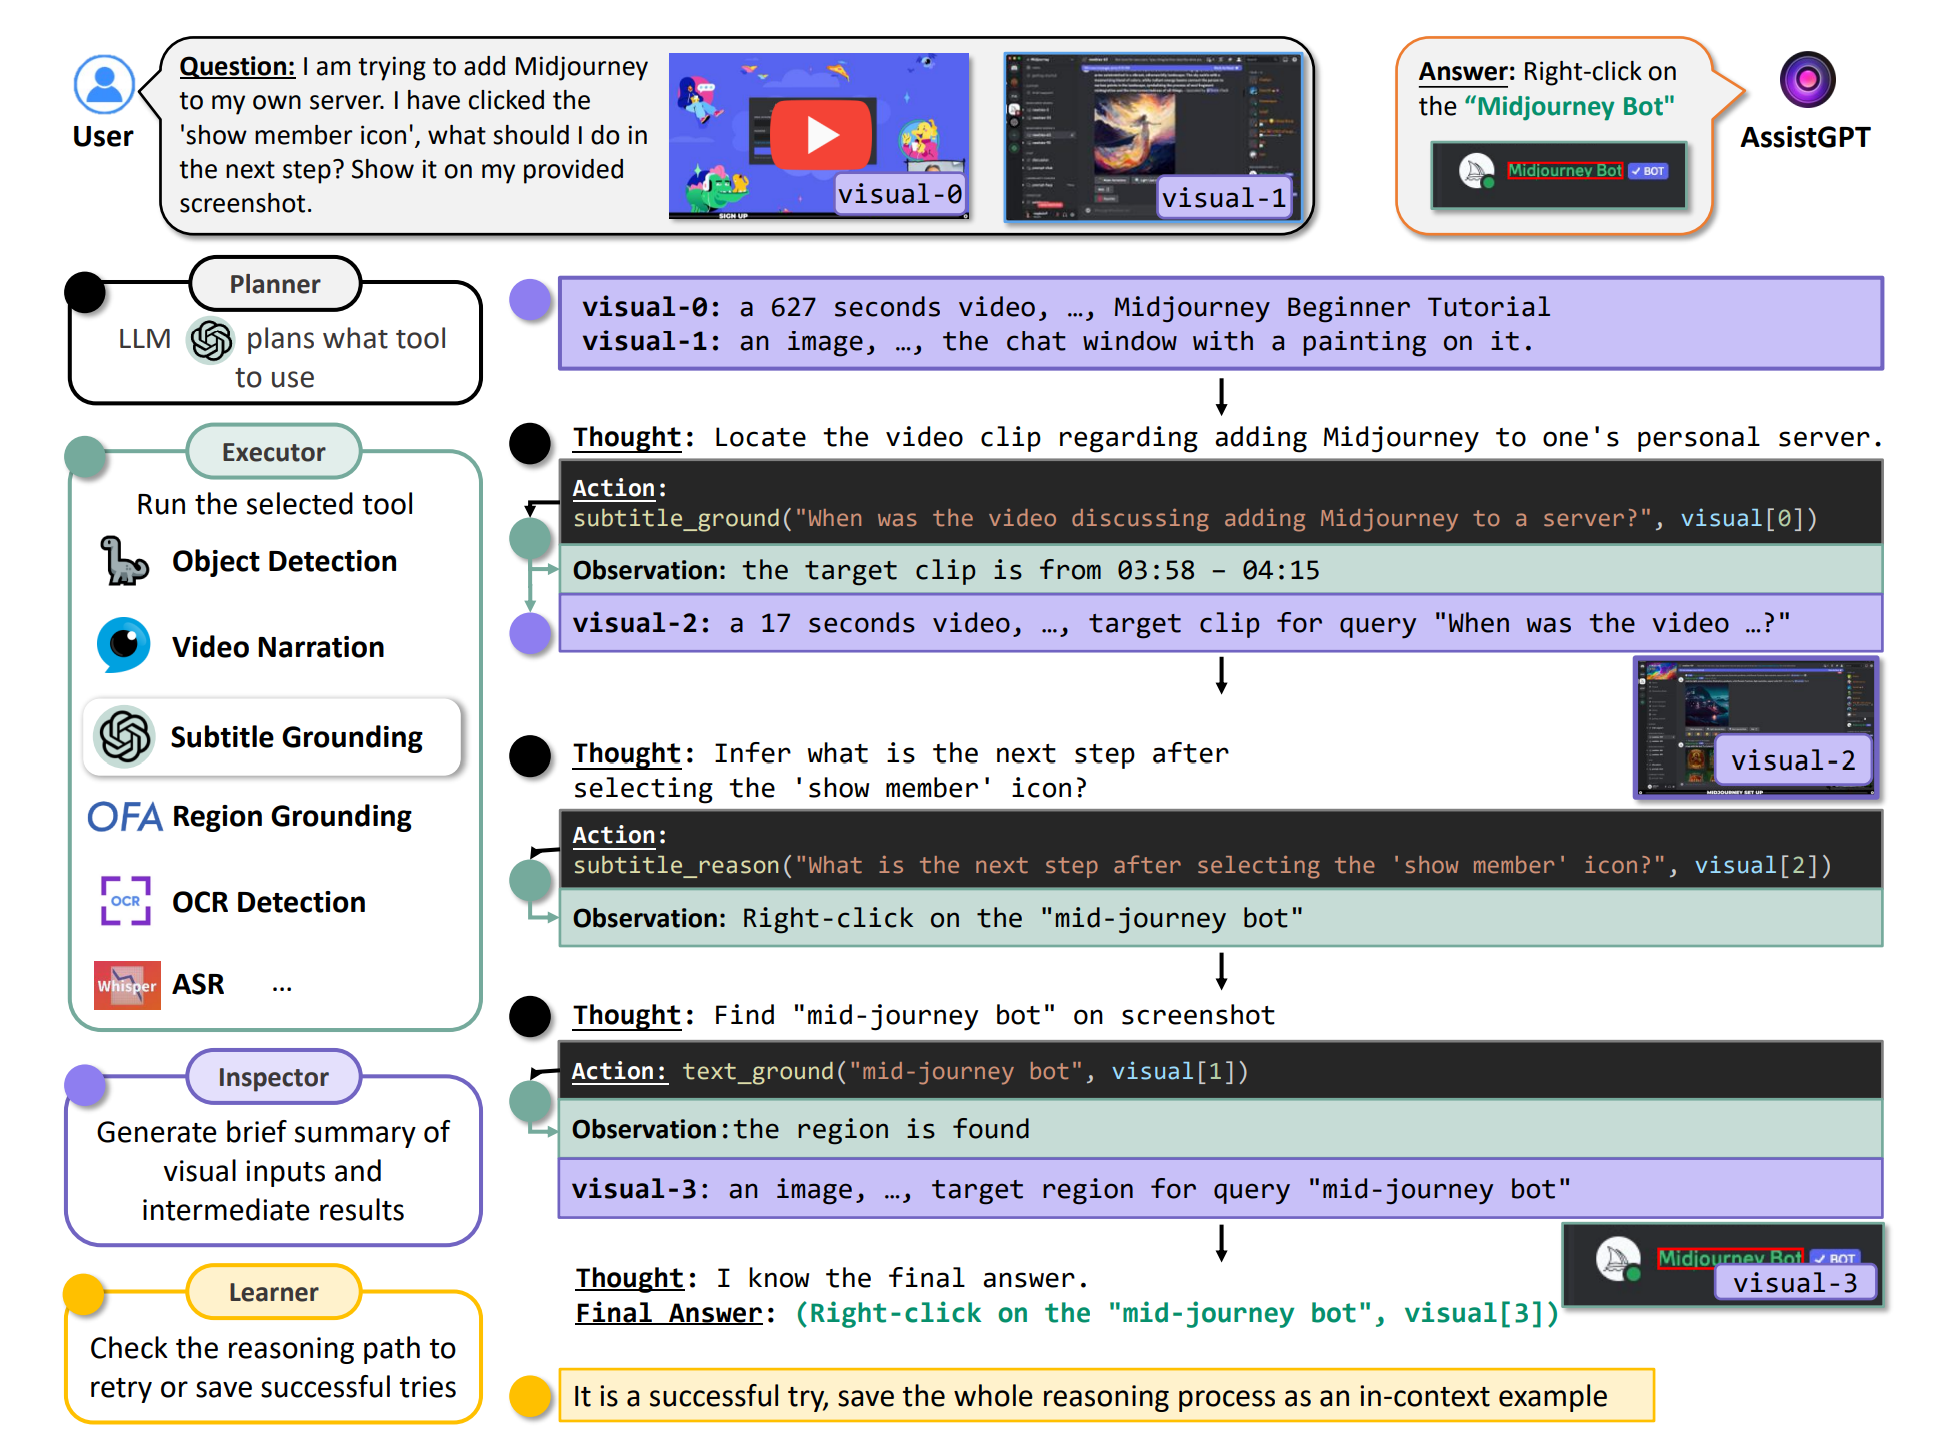 Question: I am trying to add Midjourney
to my own server. I have clicked the
'show member icon', what should I do in
the next step? Show it on my provided
screenshot.
User
SIGN UP
visual-0
visual-1
Answer: Right-click on
the “Midjourney Bot"
Midjourney Bot ✓ BOT
AssistGPT
Planner
LLM plans what tool
to use
Executor
Run the selected tool
Object Detection
Video Narration
Subtitle Grounding
OFA Region Grounding
OCR OCR Detection
Whisper ASR ...
Inspector
Generate brief summary of
visual inputs and
intermediate results
Learner
Check the reasoning path to
retry or save successful tries
visual-0: a 627 seconds video, …, Midjourney Beginner Tutorial
visual-1: an image, …, the chat window with a painting on it.
Thought: Locate the video clip regarding adding Midjourney to one's personal server.
Action:
subtitle_ground("When was the video discussing adding Midjourney to a server?", visual[0])
Observation: the target clip is from 03:58 – 04:15
visual-2: a 17 seconds video, …, target clip for query "When was the video …?"
visual-2
MIDJOURNEY SET UP
Thought: Infer what is the next step after
selecting the 'show member' icon?
Action:
subtitle_reason("What is the next step after selecting the 'show member' icon?", visual[2])
Observation: Right-click on the "mid-journey bot"
Thought: Find "mid-journey bot" on screenshot
Action: text_ground("mid-journey bot", visual[1])
Observation:the region is found
visual-3: an image, …, target region for query "mid-journey bot"
Midjourney Bot ✓ BOT
visual-3
Thought: I know the final answer.
Final Answer: (Right-click on the "mid-journey bot", visual[3])
It is a successful try, save the whole reasoning process as an in-context example